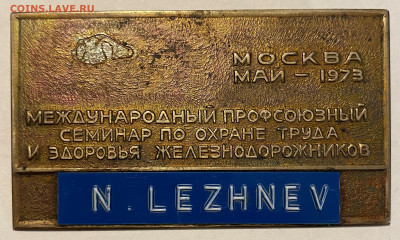 COINS.LAVE.RU
МОСКВА
МАЙ - 1973
МЕЖДУНАРОДНЫЙ ПРОФСОЮЗНЫЙ
СЕМИНАР ПО ОХРАНЕ ТРУДА
И ЗДОРОВЬЯ ЖЕЛЕЗНОДОРОЖНИКОВ
N. LEZHNEV